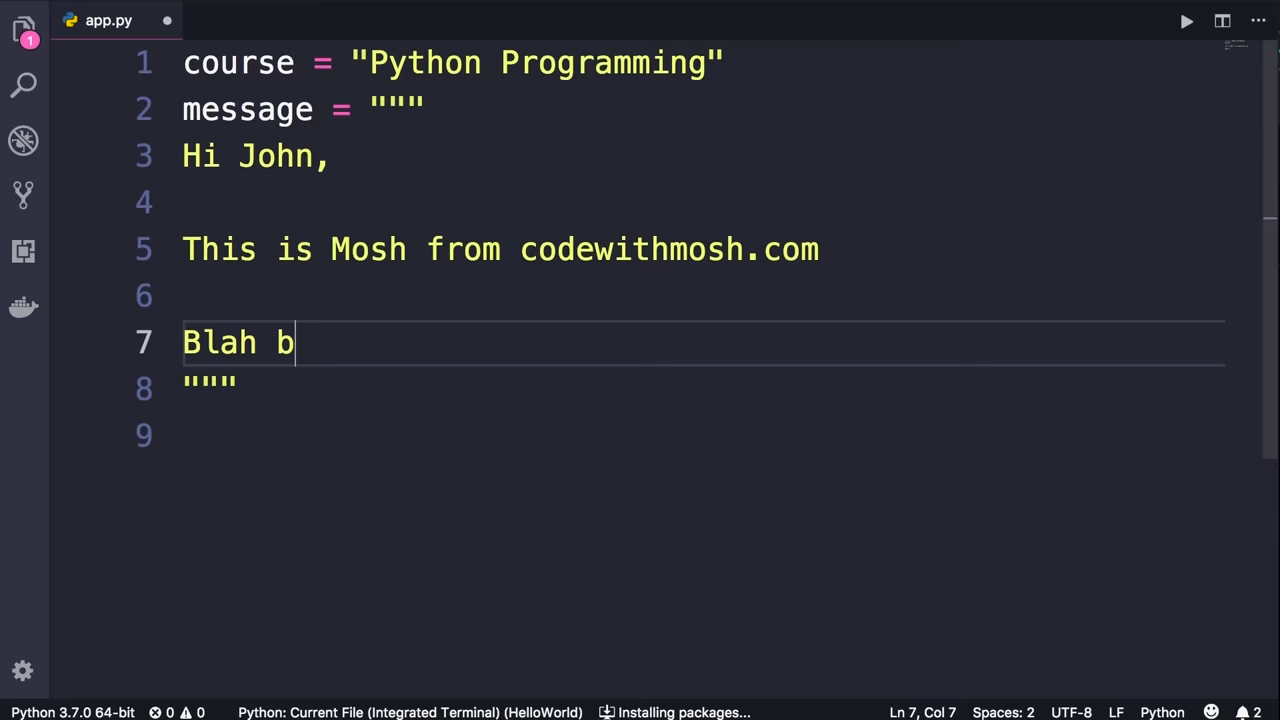 app.py
1
1 course = "Python Programming"
2 message = """
3 Hi John,
4
5 This is Mosh from codewithmosh.com
6
7 Blah b
8 """
9
Python 3.7.0 64-bit 0 0 Python: Current File (Integrated Terminal) (HelloWorld) Installing packages... Ln 7, Col 7 Spaces: 2 UTF-8 LF Python 2